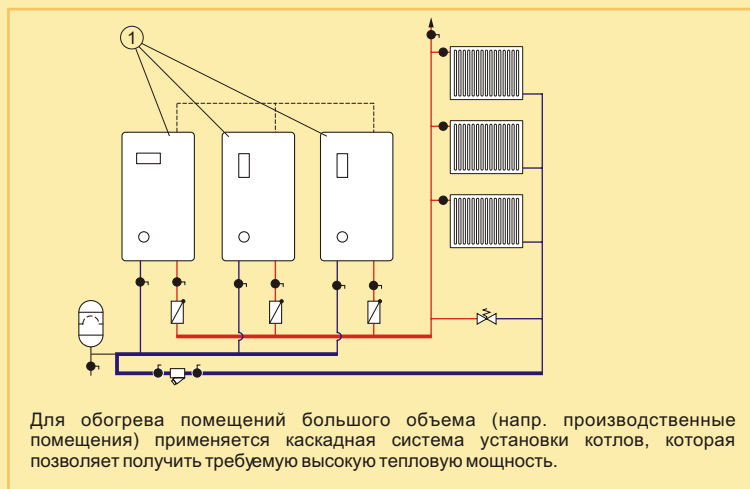 1
Для обогрева помещений большого объема (напр. производственные
помещения) применяется каскадная система установки котлов, которая
позволяет получить требуемую высокую тепловую мощность.